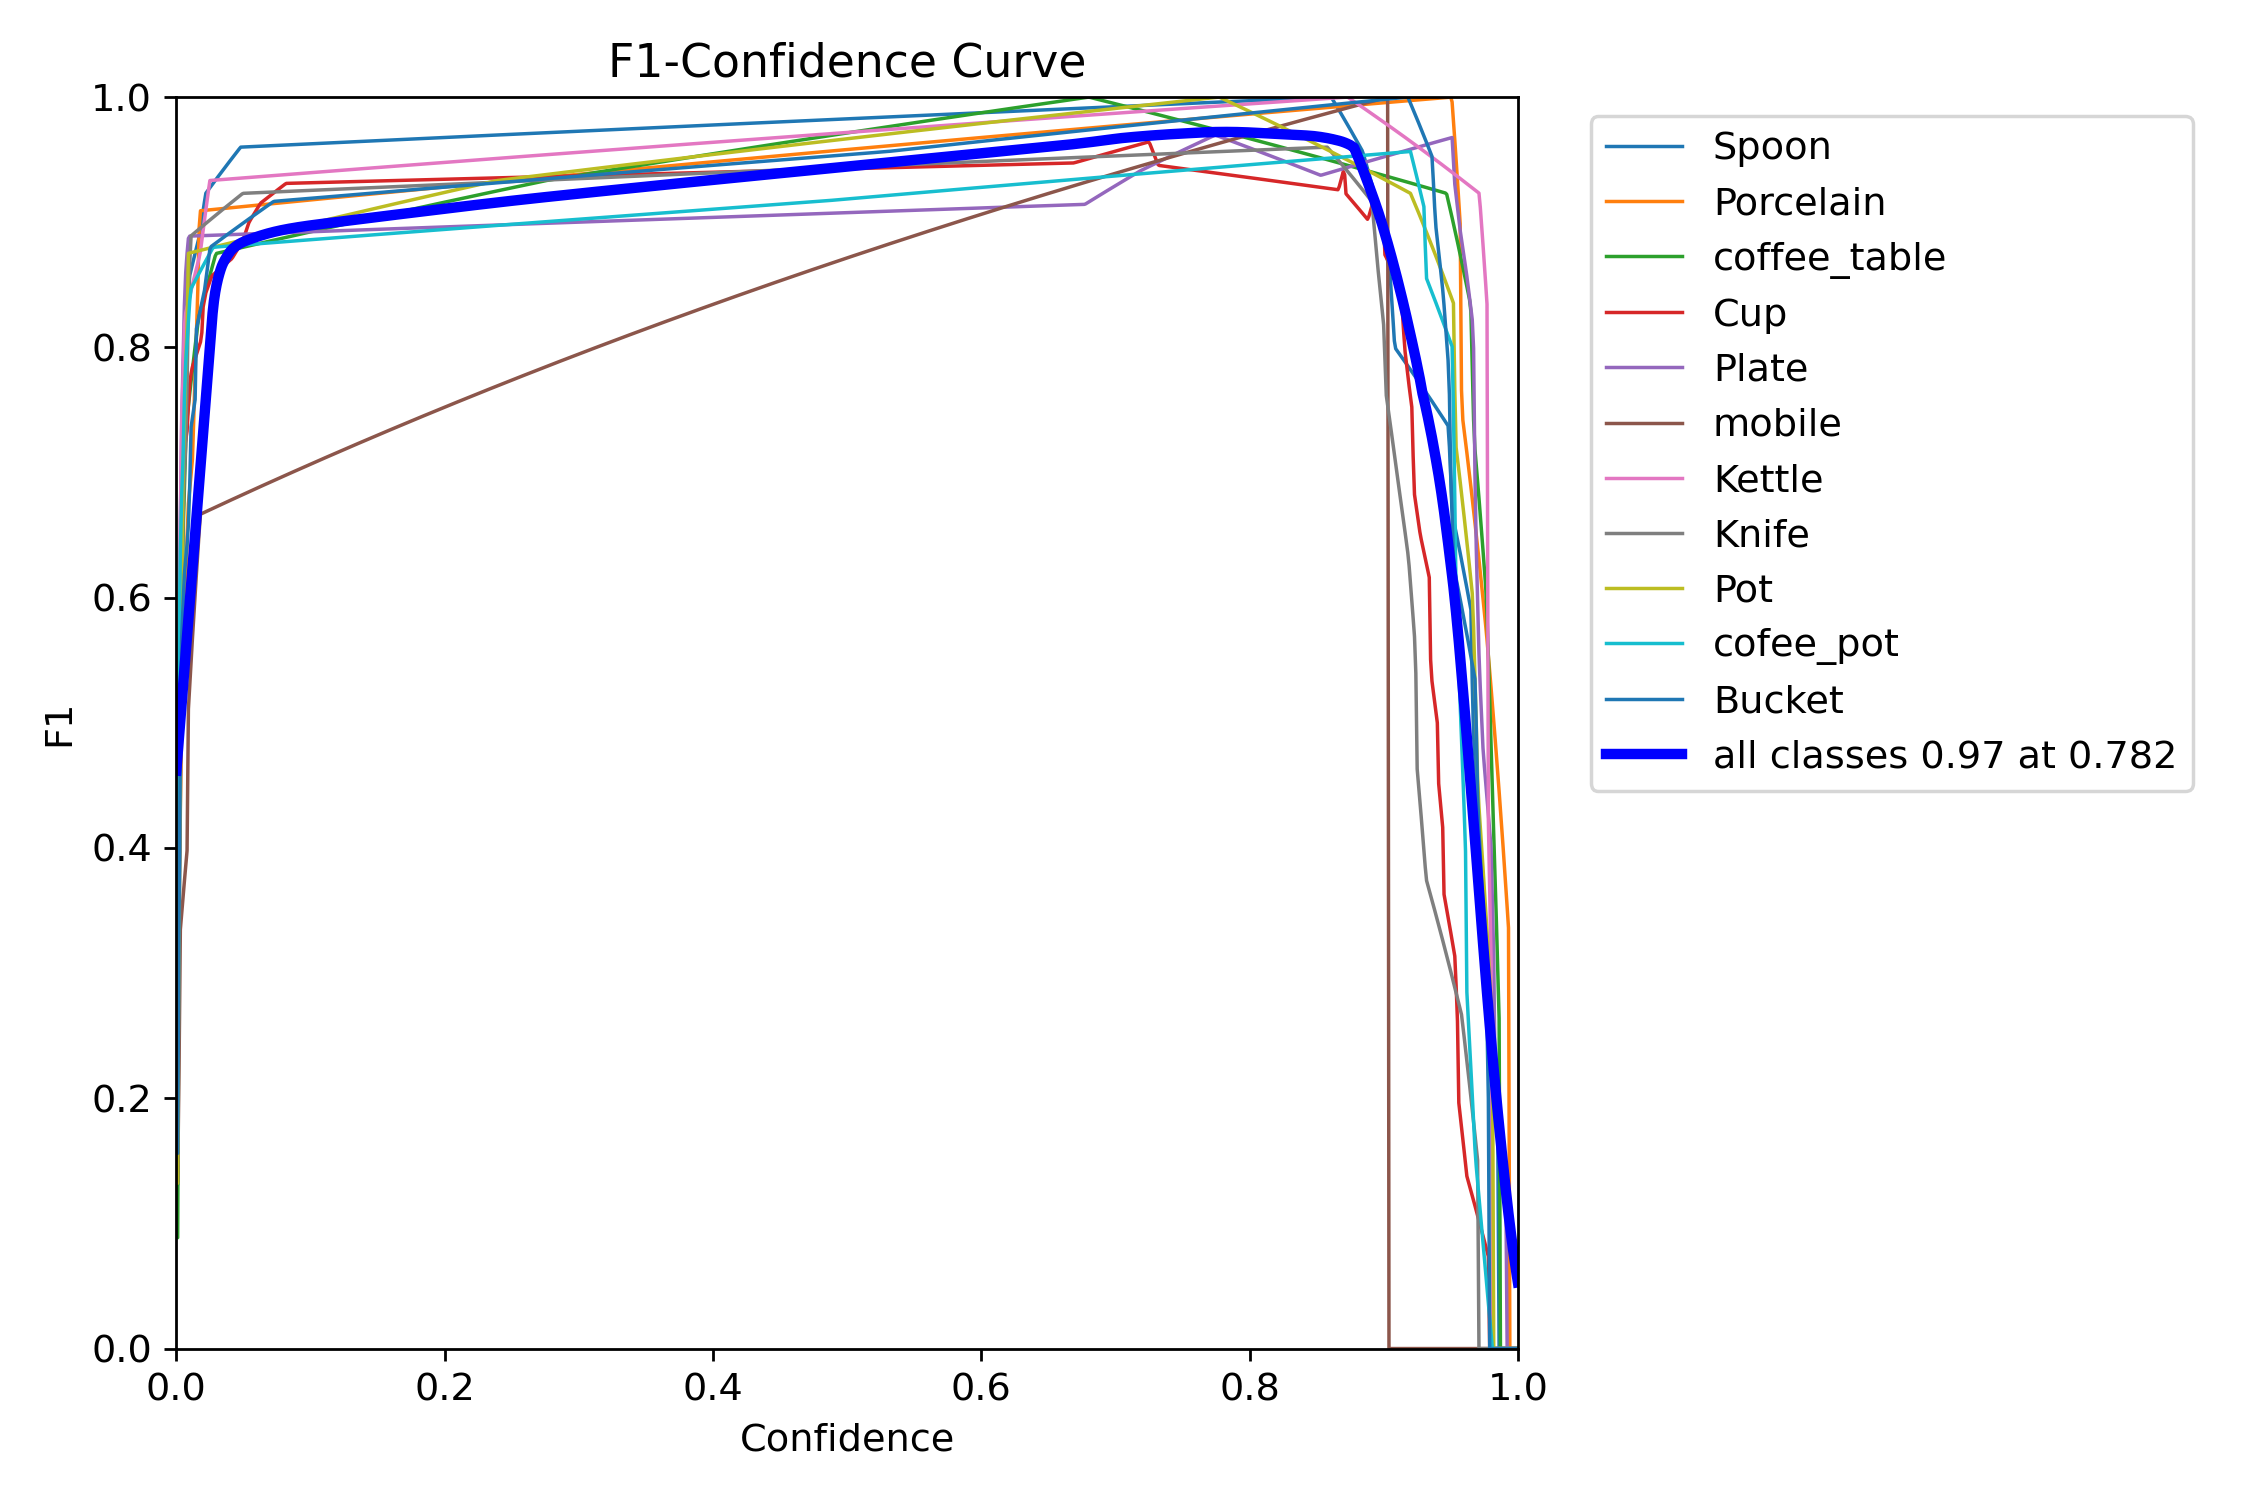 F1-Confidence Curve
1.0
0.8
0.6
0.4
0.2
0.0
F1
0.0 0.2 0.4 0.6 0.8 1.0
Confidence
Spoon
Porcelain
coffee_table
Cup
Plate
mobile
Kettle
Knife
Pot
cofee_pot
Bucket
all classes 0.97 at 0.782